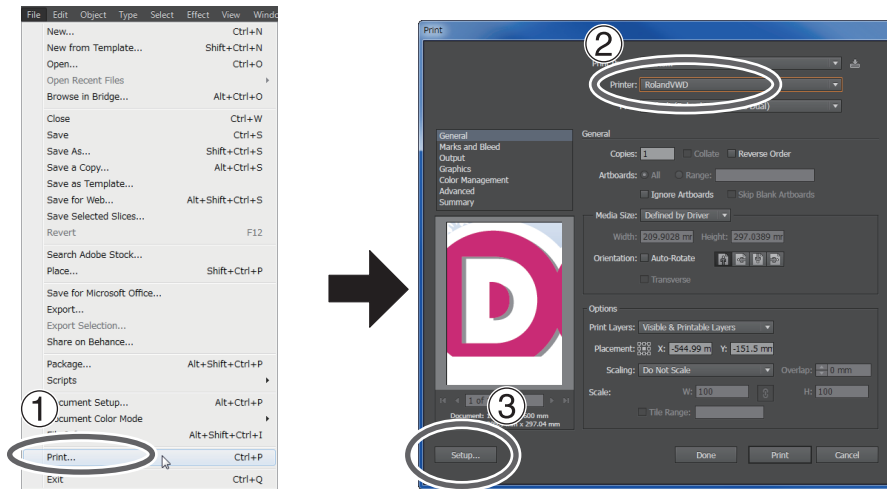 File Edit Object Type Select Effect View Windo
New... Ctrl+N
New from Template... Shift+Ctrl+N
Open... Ctrl+O
Open Recent Files
Browse in Bridge... Alt+Ctrl+O
Close Ctrl+W
Save Ctrl+S
Save As... Shift+Ctrl+S
Save a Copy... Alt+Ctrl+S
Save as Template...
Save for Web... Alt+Shift+Ctrl+S
Save Selected Slices...
Revert F12
Search Adobe Stock...
Place... Shift+Ctrl+P
Save for Microsoft Office...
Export...
Export Selection...
Share on Behance...
Package... Alt+Shift+Ctrl+P
Scripts
1
ocument Setup... Alt+Ctrl+P
ocument Color Mode
Alt+Shift+Ctrl+I
Print... Ctrl+P
Exit Ctrl+Q
Print
2
Printer: RolandVWD
General
Marks and Bleed
Output
Graphics
Color Management
Advanced
Summary
D
1 of
3
Document: 600 mm
m x 297.04 mm
Setup...
General
Copies: 1 Collate Reverse Order
Artboards: All Range:
Ignore Artboards Skip Blank Artboards
Media Size: Defined by Driver
Width: 209.9028 mm Height: 297.0389 mm
Orientation: Auto-Rotate
Transverse
Options
Print Layers: Visible & Printable Layers
Placement: X: -544.99 m Y: -151.5 mm
Scaling: Do Not Scale Overlap: 0 mm
Scale: W: 100 H: 100
Tile Range:
Done Print Cancel